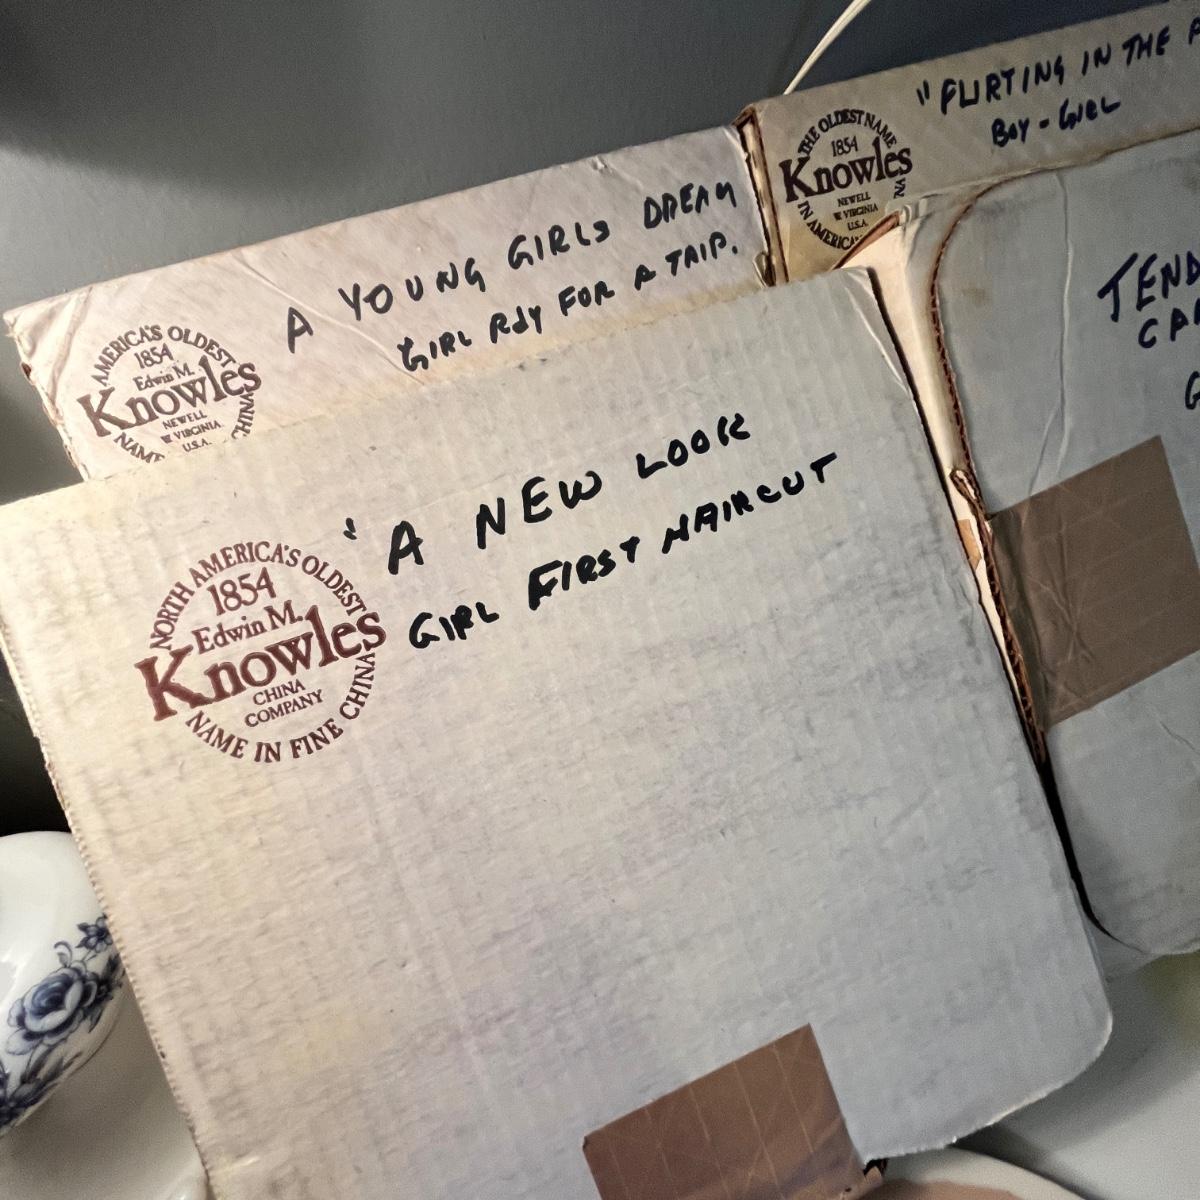 "FLIRTING IN THE
BOY - GIRL
THE OLDEST NAME
1854
Knowles
NEWELL
W VIRGINIA
U.S.A.
IN AMERICA
A YOUNG GIRLS DREAM
GIRL RDY FOR A TRIP.
AMERICA'S OLDEST
1854
Edwin M.
Knowles
NEWELL
W VIRGINIA
U.S.A.
NAME
CHINA
"A NEW LOOK
GIRL FIRST HAIRCUT
NORTH AMERICA'S OLDEST
1854
Edwin M.
Knowles
CHINA
COMPANY
NAME IN FINE CHINA